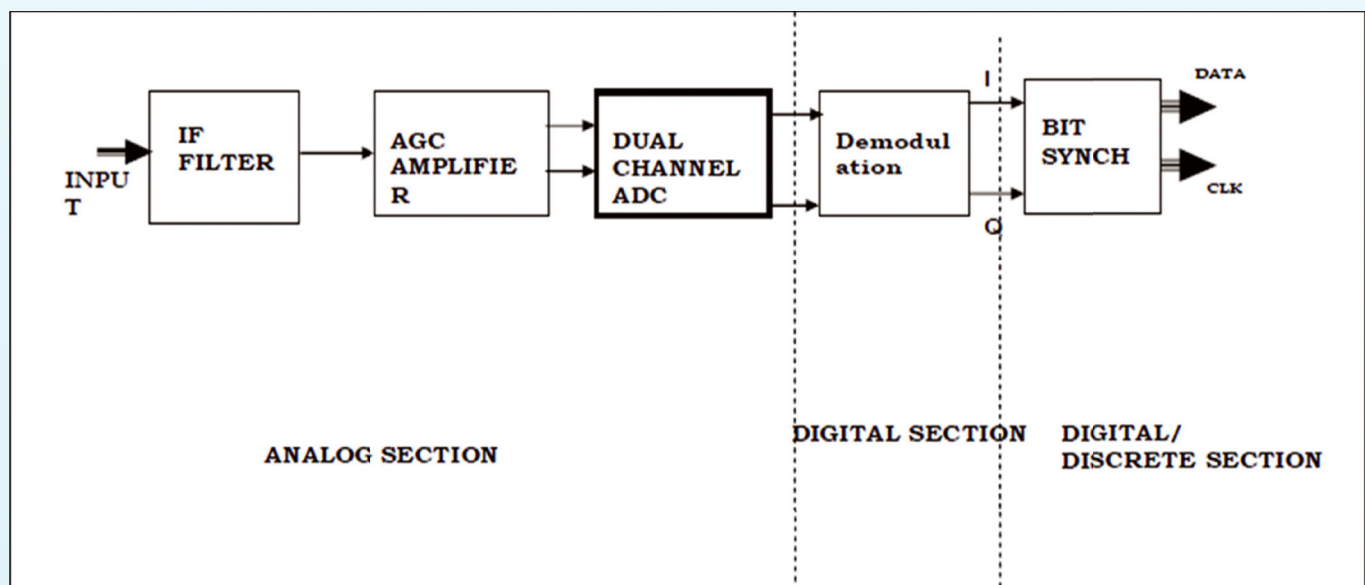 INPU
T
IF
FILTER
AGC
AMPLIFIE
R
DUAL
CHANNEL
ADC
Demodul
ation
I
Q
BIT
SYNCH
DATA
CLK
ANALOG SECTION
DIGITAL SECTION
DIGITAL/
DISCRETE SECTION